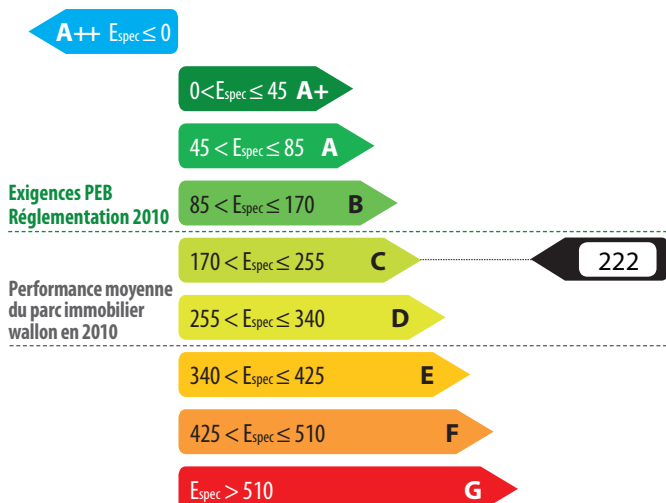 A++ Espec ≤ 0
0<Espec ≤ 45 A+
45 < Espec ≤ 85 A
Exigences PEB
Réglementation 2010
85 < Espec ≤ 170 B
170 < Espec ≤ 255 C
222
Performance moyenne
du parc immobilier
wallon en 2010
255 < Espec ≤ 340 D
340 < Espec ≤ 425 E
425 < Espec ≤ 510 F
Espec > 510 G